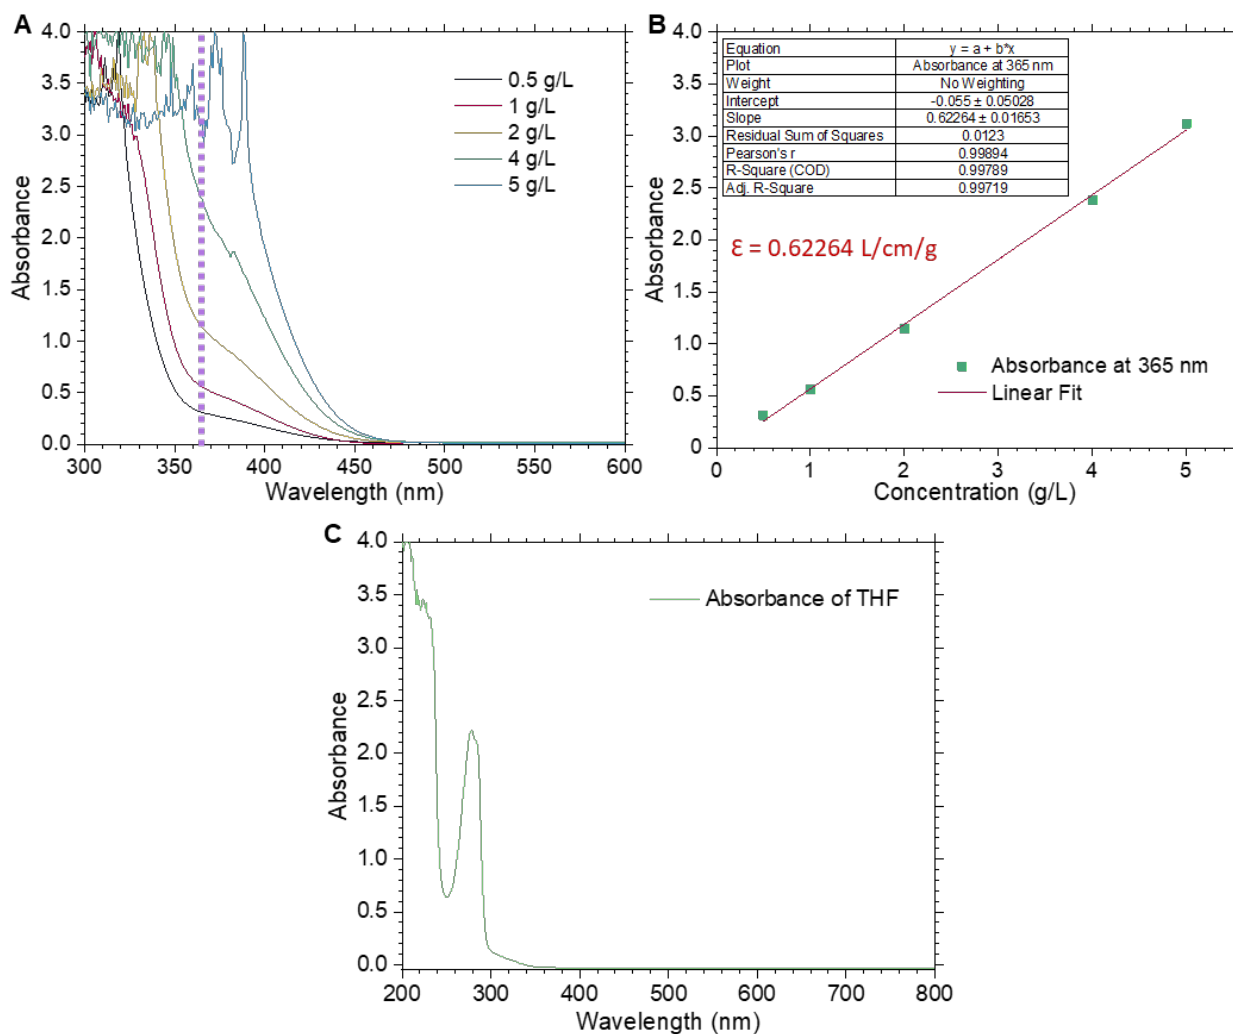 A
4.0
3.5
3.0
2.5
2.0
1.5
1.0
0.5
0.0
Absorbance
300 350 400 450 500 550 600
Wavelength (nm)
0.5 g/L
1 g/L
2 g/L
4 g/L
5 g/L
B
4.0
3.5
3.0
2.5
2.0
1.5
1.0
0.5
0
Absorbance
0 1 2 3 4 5
Concentration (g/L)
Equation y = a + b*x
Plot Absorbance at 365 nm
Weight No Weighting
Intercept -0.055 ± 0.05028
Slope 0.62264 ± 0.01653
Residual Sum of Squares 0.0123
Pearson's r 0.99894
R-Square (COD) 0.99789
Adj. R-Square 0.99719
Ɛ = 0.62264 L/cm/g
Absorbance at 365 nm
Linear Fit
C
4.0
3.5
3.0
2.5
2.0
1.5
1.0
0.5
0.0
Absorbance
200 300 400 500 600 700 800
Wavelength (nm)
Absorbance of THF